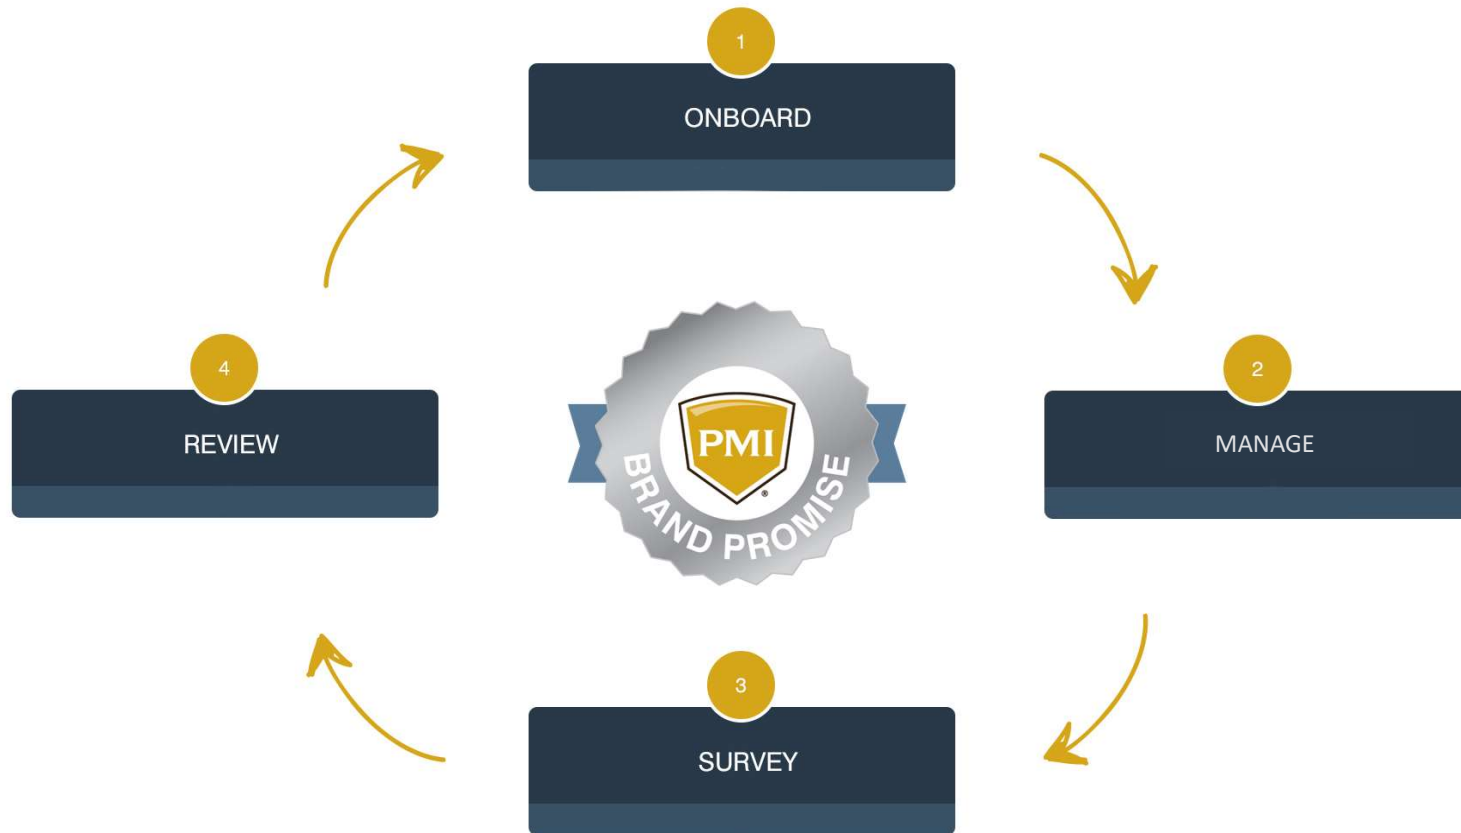 1
ONBOARD
4
REVIEW
2
MANAGE
PMI
®
BRAND PROMISE
3
SURVEY